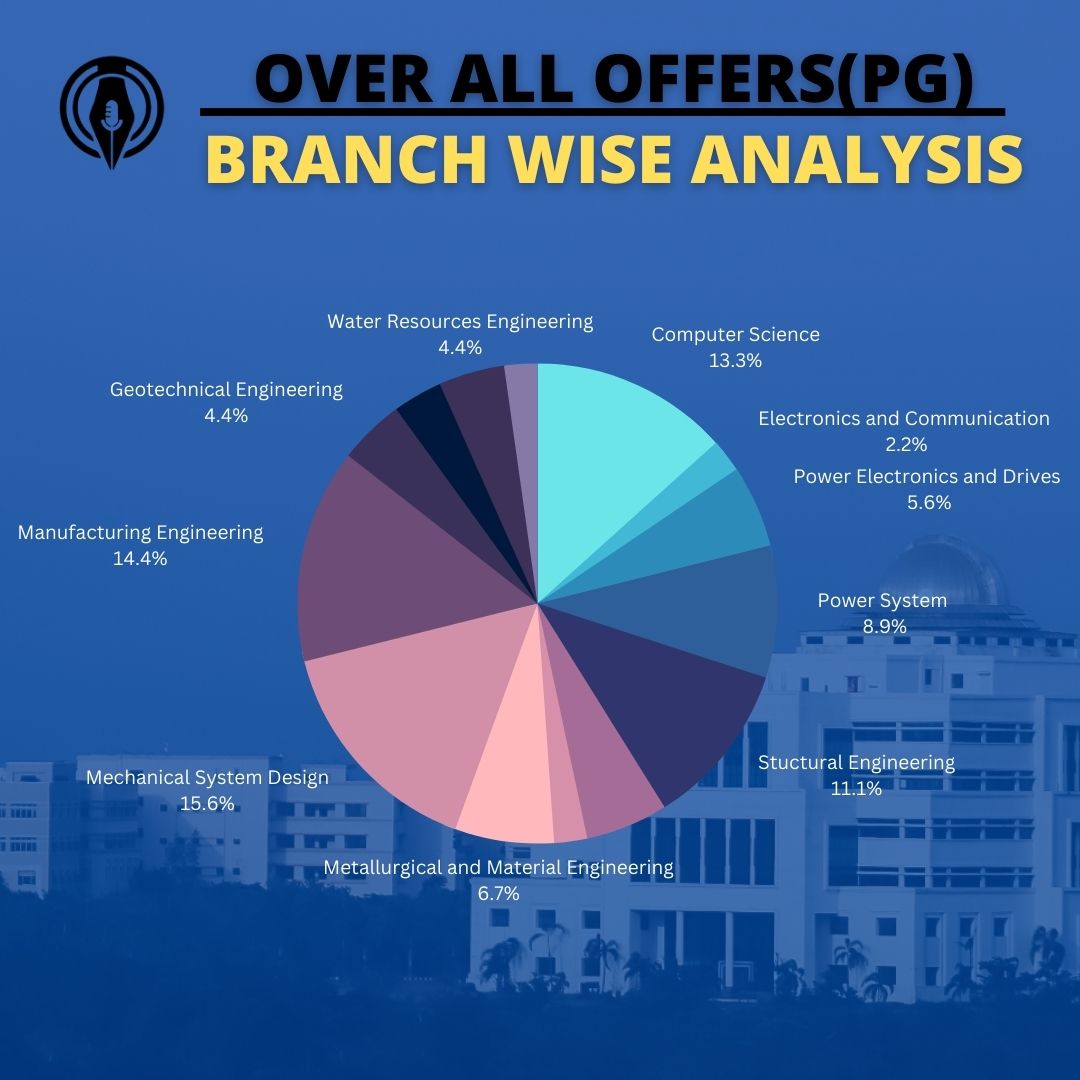 OVER ALL OFFERS(PG)
BRANCH WISE ANALYSIS
Water Resources Engineering
4.4%
Computer Science
13.3%
Geotechnical Engineering
4.4%
Electronics and Communication
2.2%
Power Electronics and Drives
5.6%
Manufacturing Engineering
14.4%
Power System
8.9%
Stuctural Engineering
11.1%
Mechanical System Design
15.6%
Metallurgical and Material Engineering
6.7%